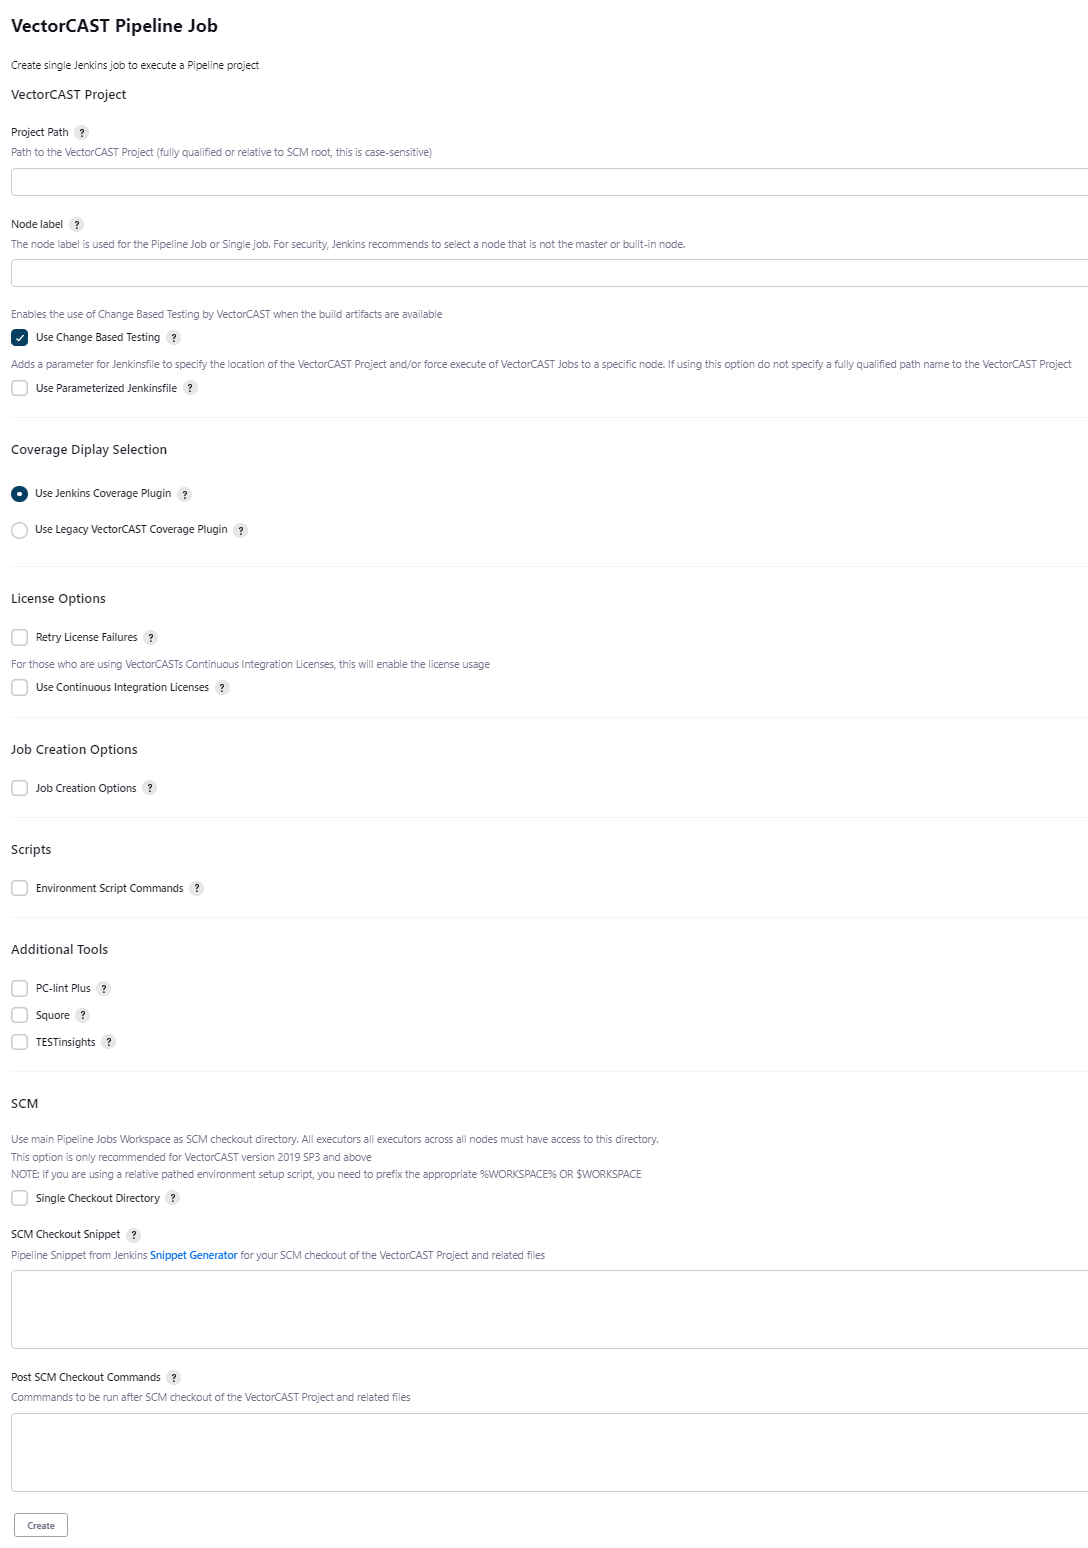 VectorCAST Pipeline Job
Create single Jenkins job to execute a Pipeline project
VectorCAST Project
Project Path ?
Path to the VectorCAST Project (fully qualified or relative to SCM root, this is case-sensitive)
Node label ?
The node label is used for the Pipeline Job or Single job. For security, Jenkins recommends to select a node that is not the master or built-in node.
Enables the use of Change Based Testing by VectorCAST when the build artifacts are available
Use Change Based Testing ?
Adds a parameter for Jenkinsfile to specify the location of the VectorCAST Project and/or force execute of VectorCAST Jobs to a specific node. If using this option do not specify a fully qualified path name to the VectorCAST Project
Use Parameterized Jenkinsfile ?
Coverage Diplay Selection
Use Jenkins Coverage Plugin ?
Use Legacy VectorCAST Coverage Plugin ?
License Options
Retry License Failures ?
For those who are using VectorCASTs Continuous Integration Licenses, this will enable the license usage
Use Continuous Integration Licenses ?
Job Creation Options
Job Creation Options ?
Scripts
Environment Script Commands ?
Additional Tools
PC-lint Plus ?
Squore ?
TESTinsights ?
SCM
Use main Pipeline Jobs Workspace as SCM checkout directory. All executors all executors across all nodes must have access to this directory.
This option is only recommended for VectorCAST version 2019 SP3 and above
NOTE: If you are using a relative pathed environment setup script, you need to prefix the appropriate %WORKSPACE% OR $WORKSPACE
Single Checkout Directory ?
SCM Checkout Snippet ?
Pipeline Snippet from Jenkins Snippet Generator for your SCM checkout of the VectorCAST Project and related files
Post SCM Checkout Commands ?
Commmands to be run after SCM checkout of the VectorCAST Project and related files
Create